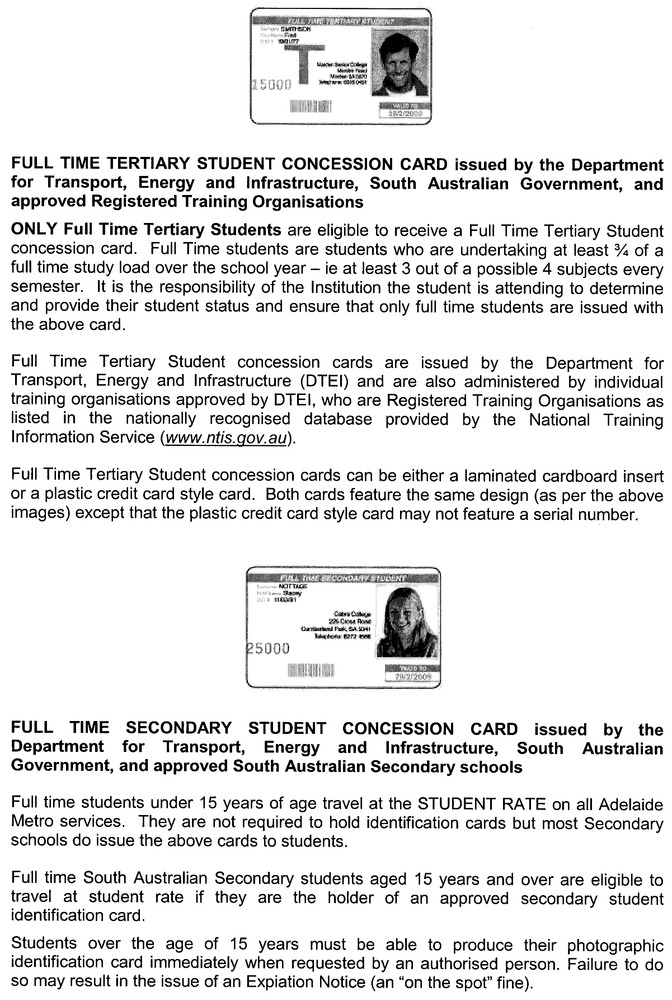 FULL TIME TERTIARY STUDENT
SMITHSON
Fred
T
15000
VALID TO
FULL TIME TERTIARY STUDENT CONCESSION CARD issued by the Department
for Transport, Energy and Infrastructure, South Australian Government, and
approved Registered Training Organisations
ONLY Full Time Tertiary Students are eligible to receive a Full Time Tertiary Student
concession card. Full Time students are students who are undertaking at least ¾ of a
full time study load over the school year – ie at least 3 out of a possible 4 subjects every
semester. It is the responsibility of the Institution the student is attending to determine
and provide their student status and ensure that only full time students are issued with
the above card.
Full Time Tertiary Student concession cards are issued by the Department for
Transport, Energy and Infrastructure (DTEI) and are also administered by individual
training organisations approved by DTEI, who are Registered Training Organisations as
listed in the nationally recognised database provided by the National Training
Information Service (www.ntis.gov.au).
Full Time Tertiary Student concession cards can be either a laminated cardboard insert
or a plastic credit card style card. Both cards feature the same design (as per the above
images) except that the plastic credit card style card may not feature a serial number.
FULL TIME SECONDARY STUDENT
NOTTAGE
Stacey
Cabra College
225 Cross Road
Cumberland Park, SA 5041
25000
VALID TO
28/2/2009
FULL TIME SECONDARY STUDENT CONCESSION CARD issued by the
Department for Transport, Energy and Infrastructure, South Australian
Government, and approved South Australian Secondary schools
Full time students under 15 years of age travel at the STUDENT RATE on all Adelaide
Metro services. They are not required to hold identification cards but most Secondary
schools do issue the above cards to students.
Full time South Australian Secondary students aged 15 years and over are eligible to
travel at student rate if they are the holder of an approved secondary student
identification card.
Students over the age of 15 years must be able to produce their photographic
identification card immediately when requested by an authorised person. Failure to do
so may result in the issue of an Expiation Notice (an “on the spot” fine).